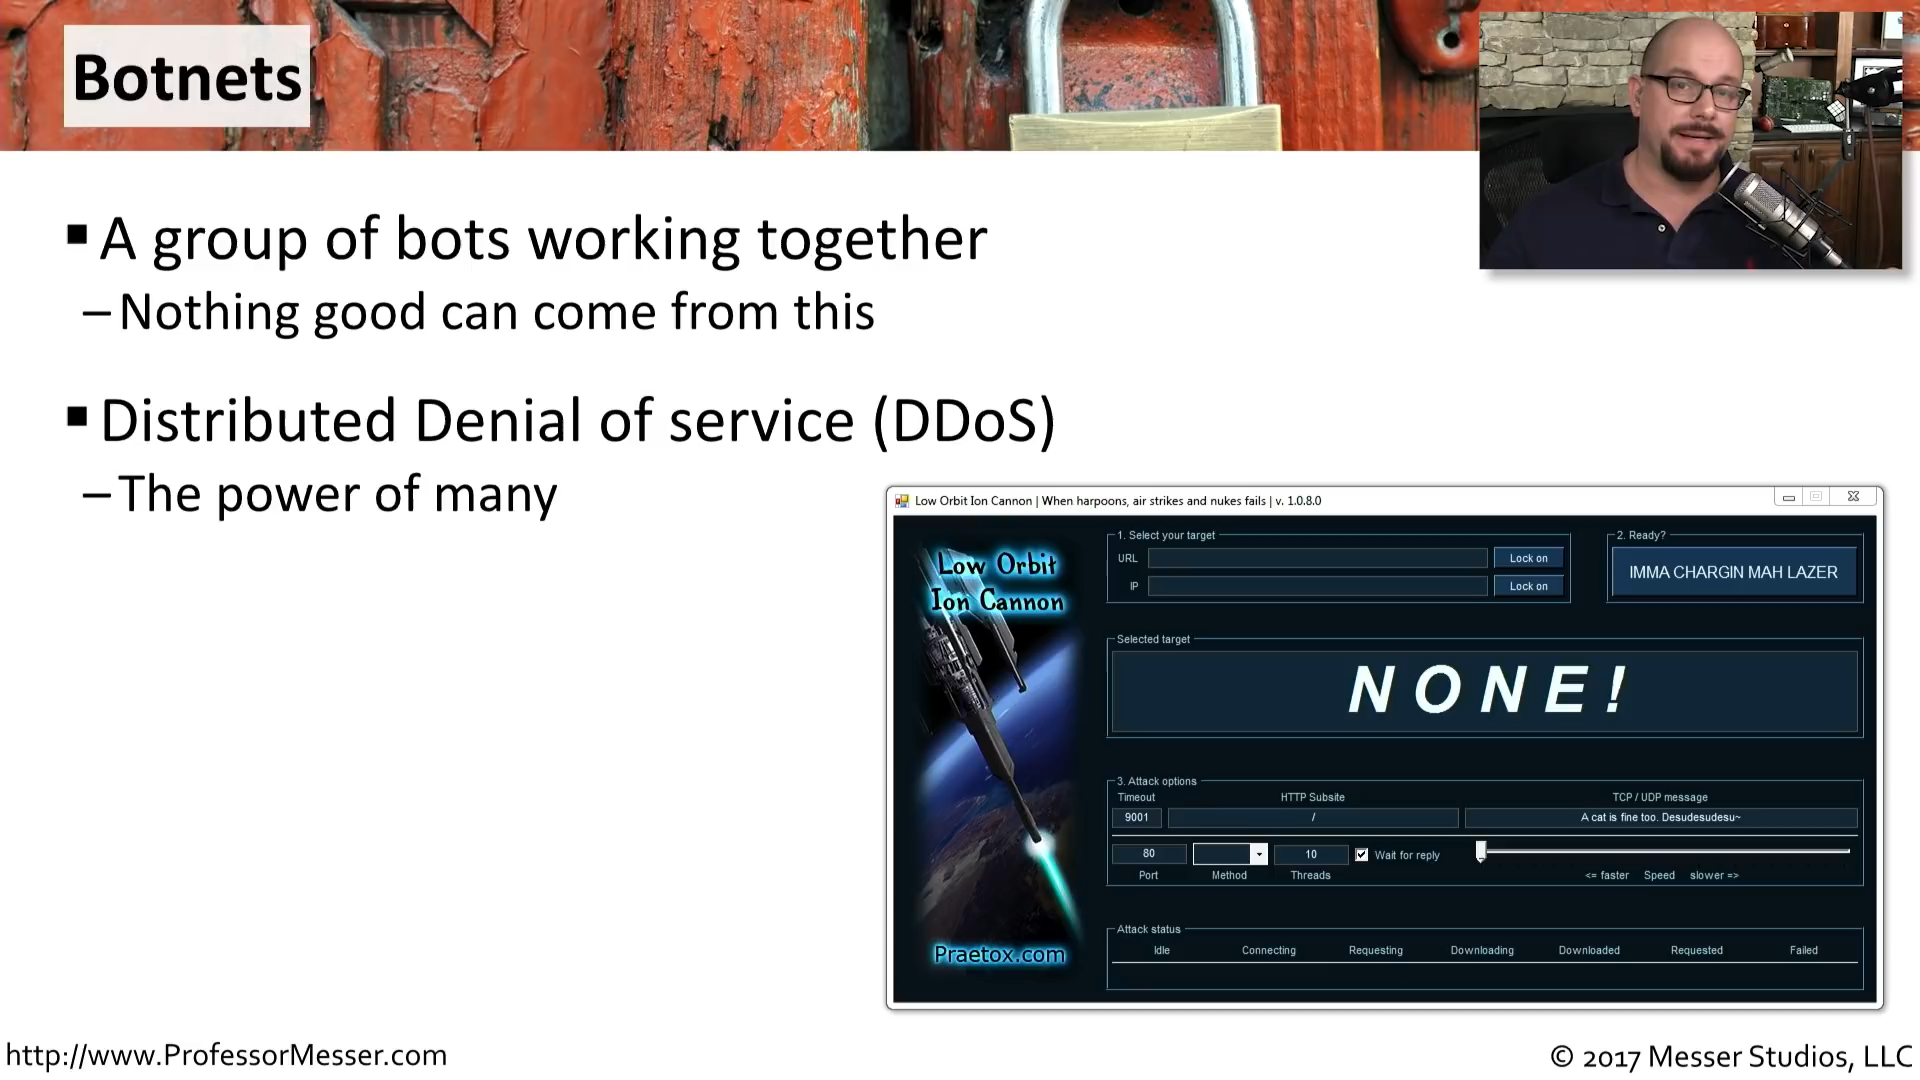 Botnets
▪ A group of bots working together
– Nothing good can come from this
▪ Distributed Denial of service (DDoS)
– The power of many
Low Orbit Ion Cannon | When harpoons, air strikes and nukes fails | v. 1.0.8.0
Low Orbit
Ion Cannon
Praetox.com
1. Select your target
URL
Lock on
IP
Lock on
2. Ready?
IMMA CHARGIN MAH LAZER
Selected target
NONE!
3. Attack options
Timeout HTTP Subsite TCP / UDP message
9001 / A cat is fine too. Desudesudesu~
80 10 Wait for reply
Port Method Threads <= faster Speed slower =>
Attack status
Idle Connecting Requesting Downloading Downloaded Requested Failed
http://www.ProfessorMesser.com
© 2017 Messer Studios, LLC